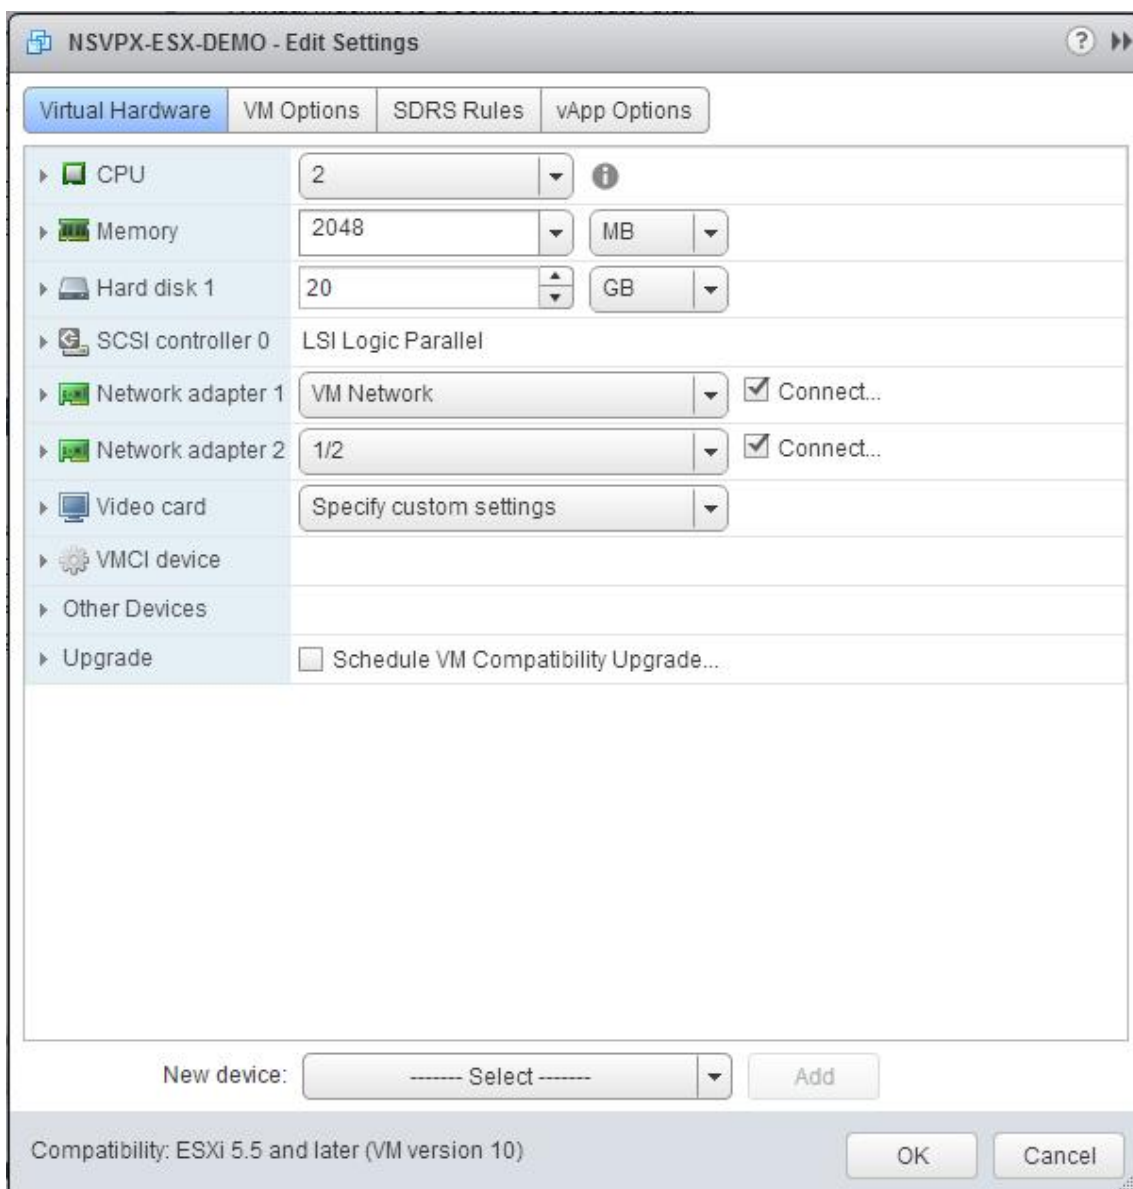 NSVPX-ESX-DEMO - Edit Settings ?
Virtual Hardware VM Options SDRS Rules vApp Options
CPU 2
Memory 2048 MB
Hard disk 1 20 GB
SCSI controller 0 LSI Logic Parallel
Network adapter 1 VM Network Connect...
Network adapter 2 1/2 Connect...
Video card Specify custom settings
VMCI device
Other Devices
Upgrade Schedule VM Compatibility Upgrade...
New device: ------- Select ------- Add
Compatibility: ESXi 5.5 and later (VM version 10) OK Cancel